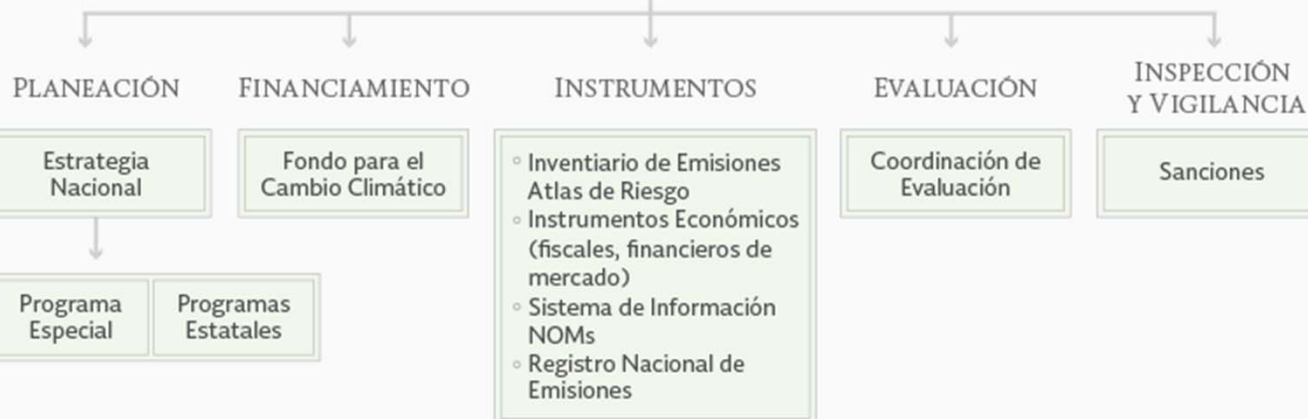 PLANEACIÓN
Estrategia
Nacional
Programa
Especial
Programas
Estatales
FINANCIAMIENTO
Fondo para el
Cambio Climático
INSTRUMENTOS
◦ Inventiario de Emisiones
Atlas de Riesgo
◦ Instrumentos Económicos
(fiscales, financieros de
mercado)
◦ Sistema de Información
NOMs
◦ Registro Nacional de
Emisiones
EVALUACIÓN
Coordinación de
Evaluación
INSPECCIÓN
Y VIGILANCIA
Sanciones